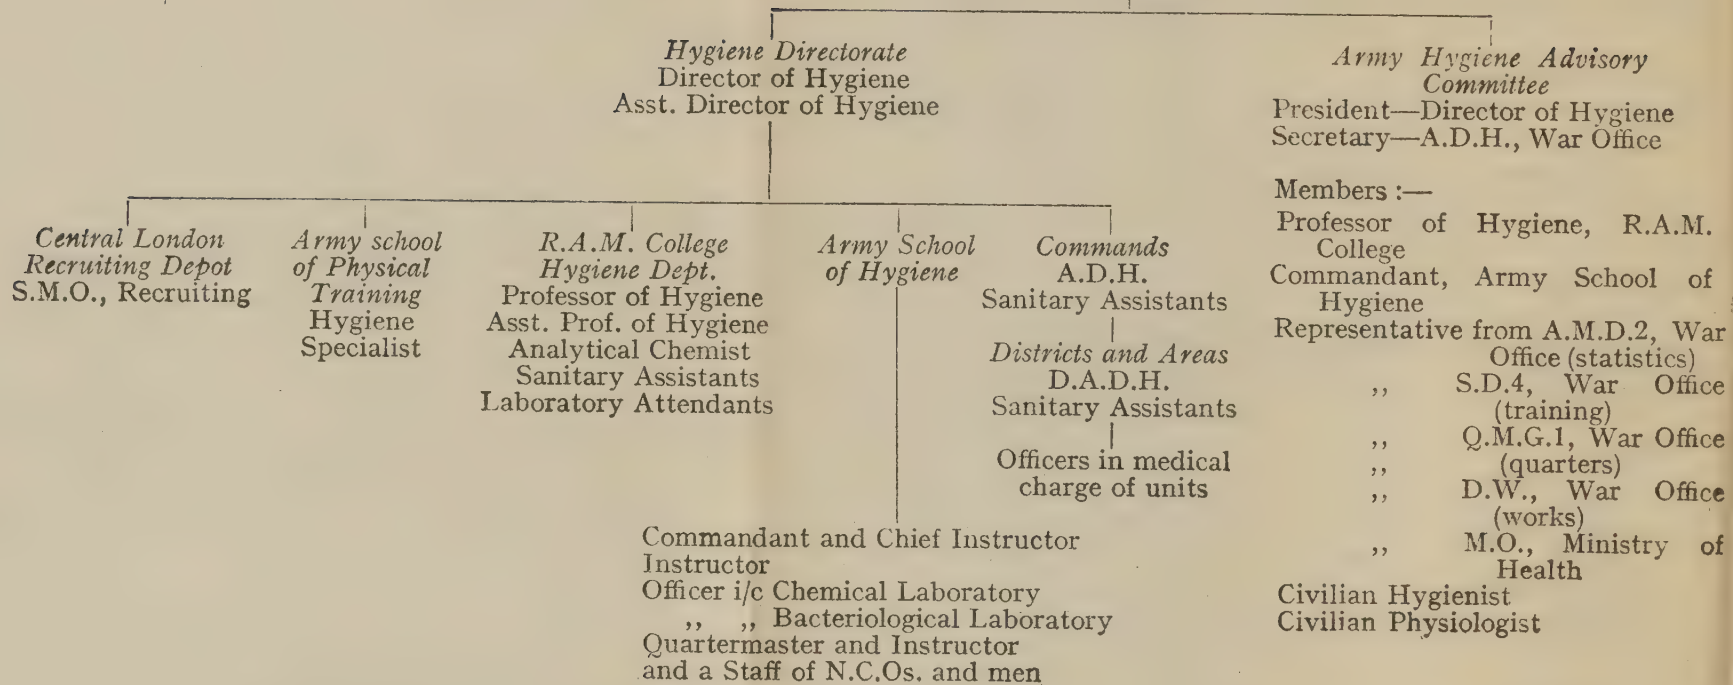 Hygiene Directorate
Director of Hygiene
Asst. Director of Hygiene
Central London
Recruiting Depot
S.M.O., Recruiting
Army school
of Physical
Training
Hygiene
Specialist
R.A.M. College
Hygiene Dept.
Professor of Hygiene
Asst. Prof. of Hygiene
Analytical Chemist
Sanitary Assistants
Laboratory Attendants
Army School
of Hygiene
Commandant and Chief Instructor
Instructor
Officer i/c Chemical Laboratory
,, ,, Bacteriological Laboratory
Quartermaster and Instructor
and a Staff of N.C.Os. and men
Commands
A.D.H.
Sanitary Assistants
Districts and Areas
D.A.D.H.
Sanitary Assistants
Officers in medical
charge of units
Army Hygiene Advisory
Committee
President—Director of Hygiene
Secretary—A.D.H., War Office
Members :—
Professor of Hygiene, R.A.M.
College
Commandant, Army School of
Hygiene
Representative from A.M.D.2, War
Office (statistics)
,, S.D.4, War Office
(training)
,, Q.M.G.1, War Office
,, (quarters)
,, D.W., War Office
(works)
,, M.O., Ministry of
Health
Civilian Hygienist
Civilian Physiologist